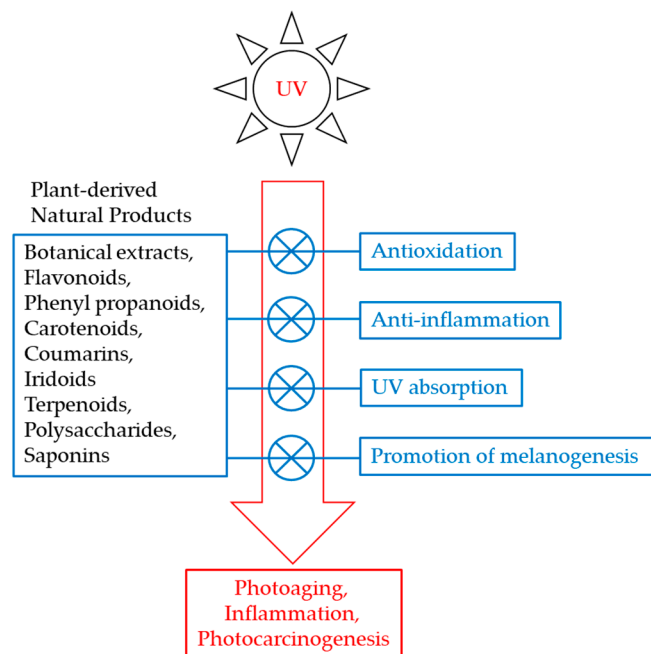 UV
Plant-derived
Natural Products
Botanical extracts,
Flavonoids,
Phenyl propanoids,
Carotenoids,
Coumarins,
Iridoids
Terpenoids,
Polysaccharides,
Saponins
Antioxidation
Anti-inflammation
UV absorption
Promotion of melanogenesis
Photoaging,
Inflammation,
Photocarcinogenesis